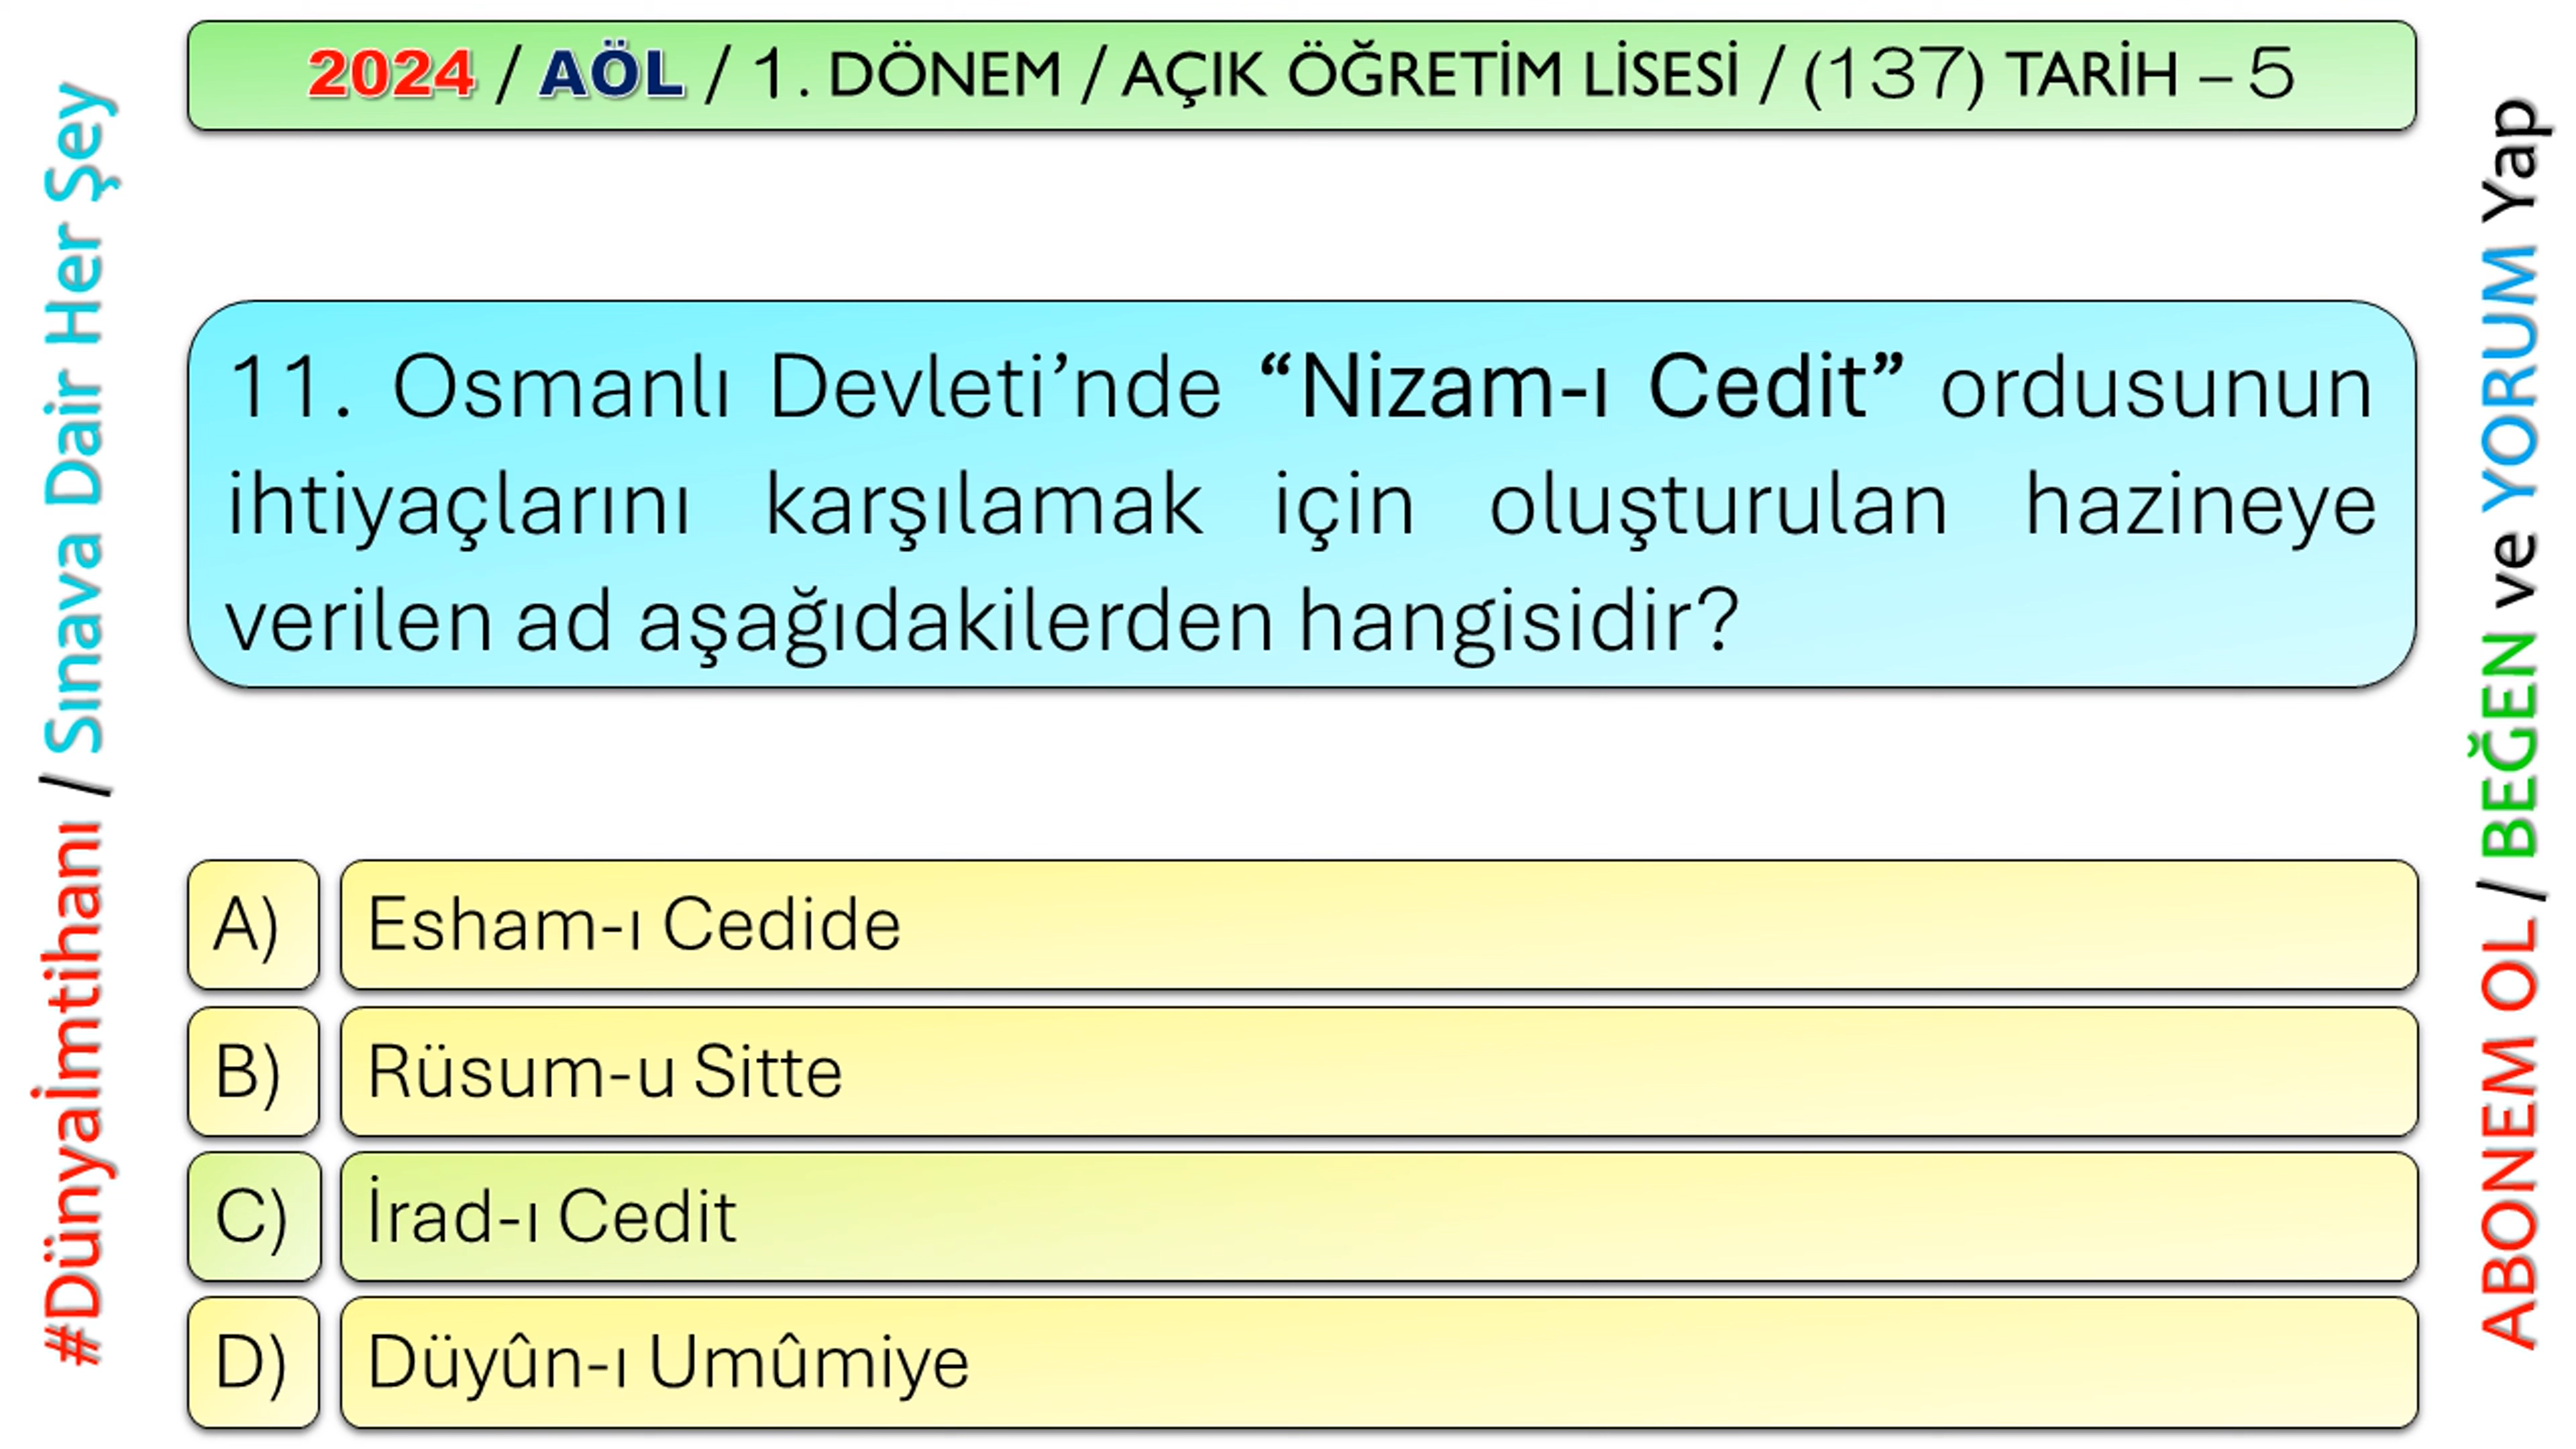 2024 / AÖL / 1. DÖNEM / AÇIK ÖĞRETİM LİSESİ / (137) TARİH – 5
#Dünyaİmtihanı / Sınava Dair Her Şey
11. Osmanlı Devleti’nde “Nizam-ı Cedit” ordusunun
ihtiyaçlarını karşılamak için oluşturulan hazineye
verilen ad aşağıdakilerden hangisidir?
A) Esham-ı Cedide
B) Rüsum-u Sitte
C) İrad-ı Cedit
D) Düyûn-ı Umûmiye
ABONEM OL / BEĞEN ve YORUM Yap